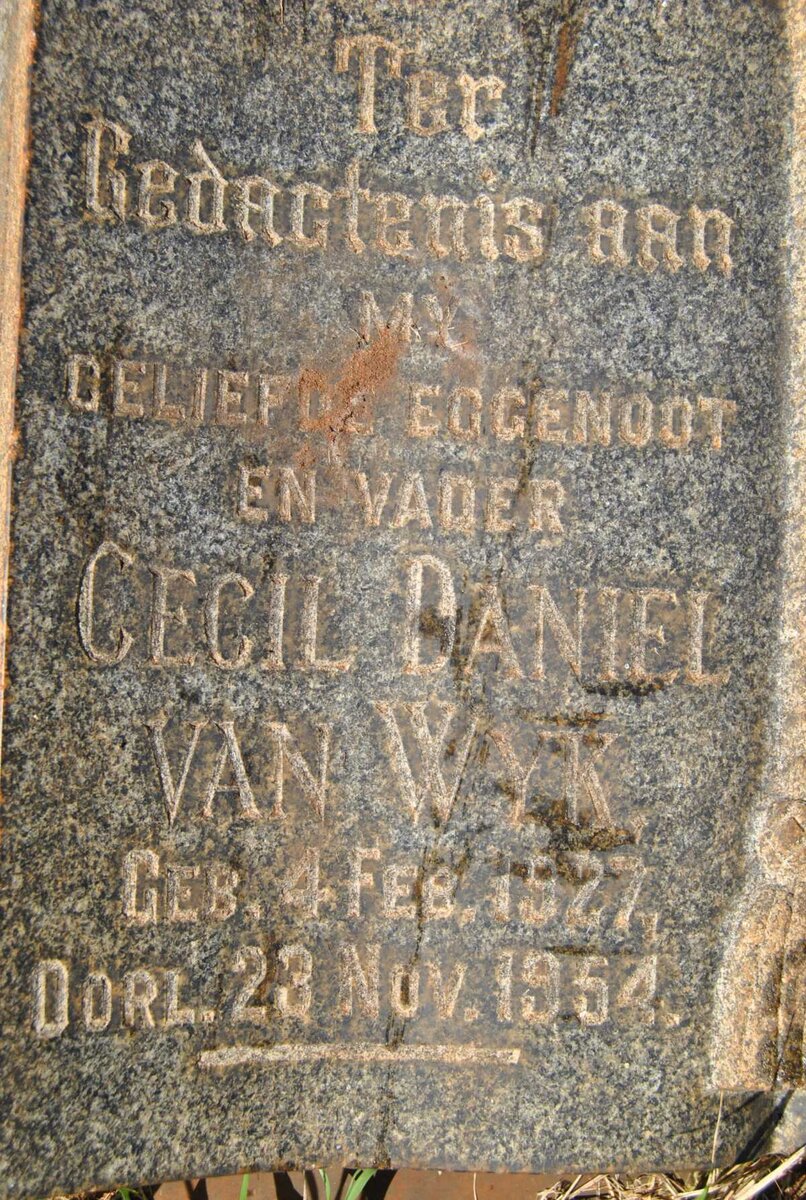 Ter
Gedactenis aan
MY
GELIEFDE EGGENOOT
EN VADER
CECIL DANIEL
VAN WYK,
GEB. 4 FEB. 1927,
OORL. 23 NOV. 1954.